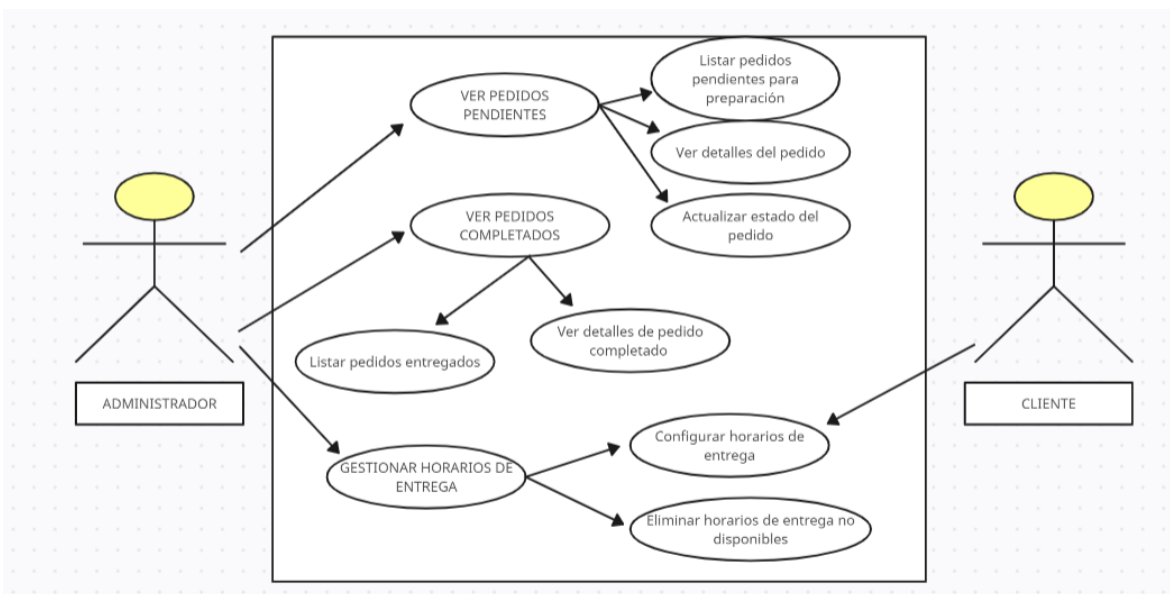 VER PEDIDOS
PENDIENTES
Listar pedidos
pendientes para
preparación
Ver detalles del pedido
Actualizar estado del
pedido
VER PEDIDOS
COMPLETADOS
Listar pedidos entregados
Ver detalles de pedido
completado
ADMINISTRADOR
CLIENTE
GESTIONAR HORARIOS DE
ENTREGA
Configurar horarios de
entrega
Eliminar horarios de entrega no
disponibles